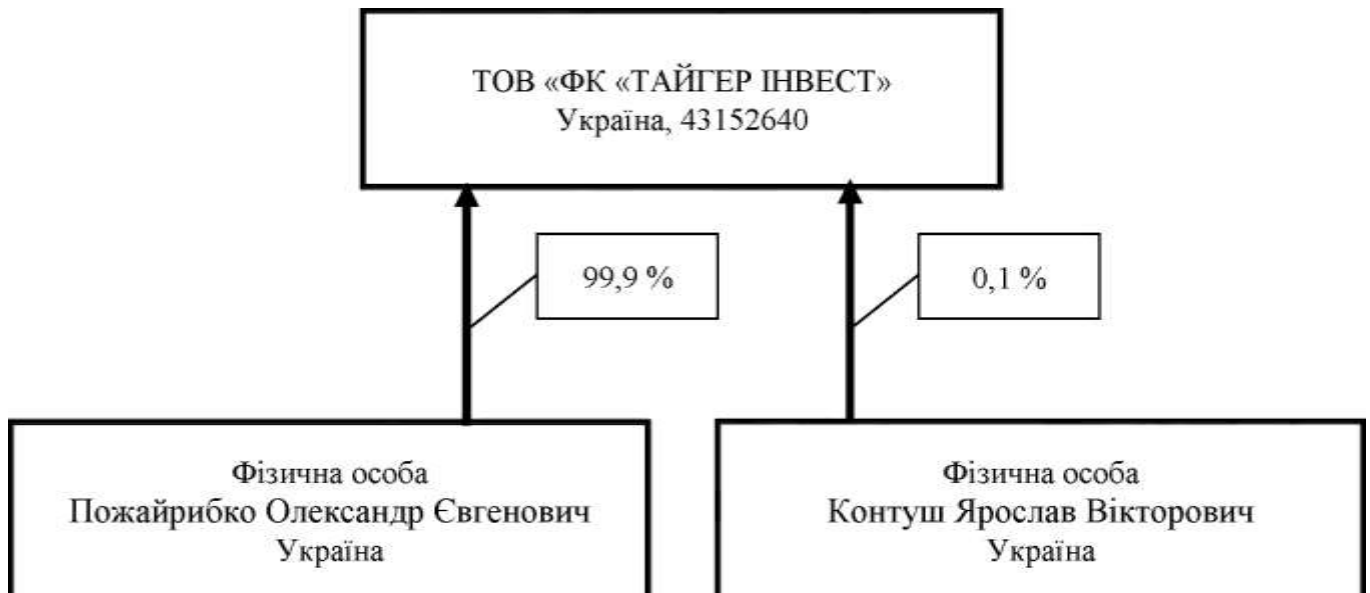 ТОВ «ФК «ТАЙГЕР ІНВЕСТ»
Україна, 43152640
99,9 %
0,1 %
Фізична особа
Пожайрибко Олександр Євгенович
Україна
Фізична особа
Контуш Ярослав Вікторович
Україна